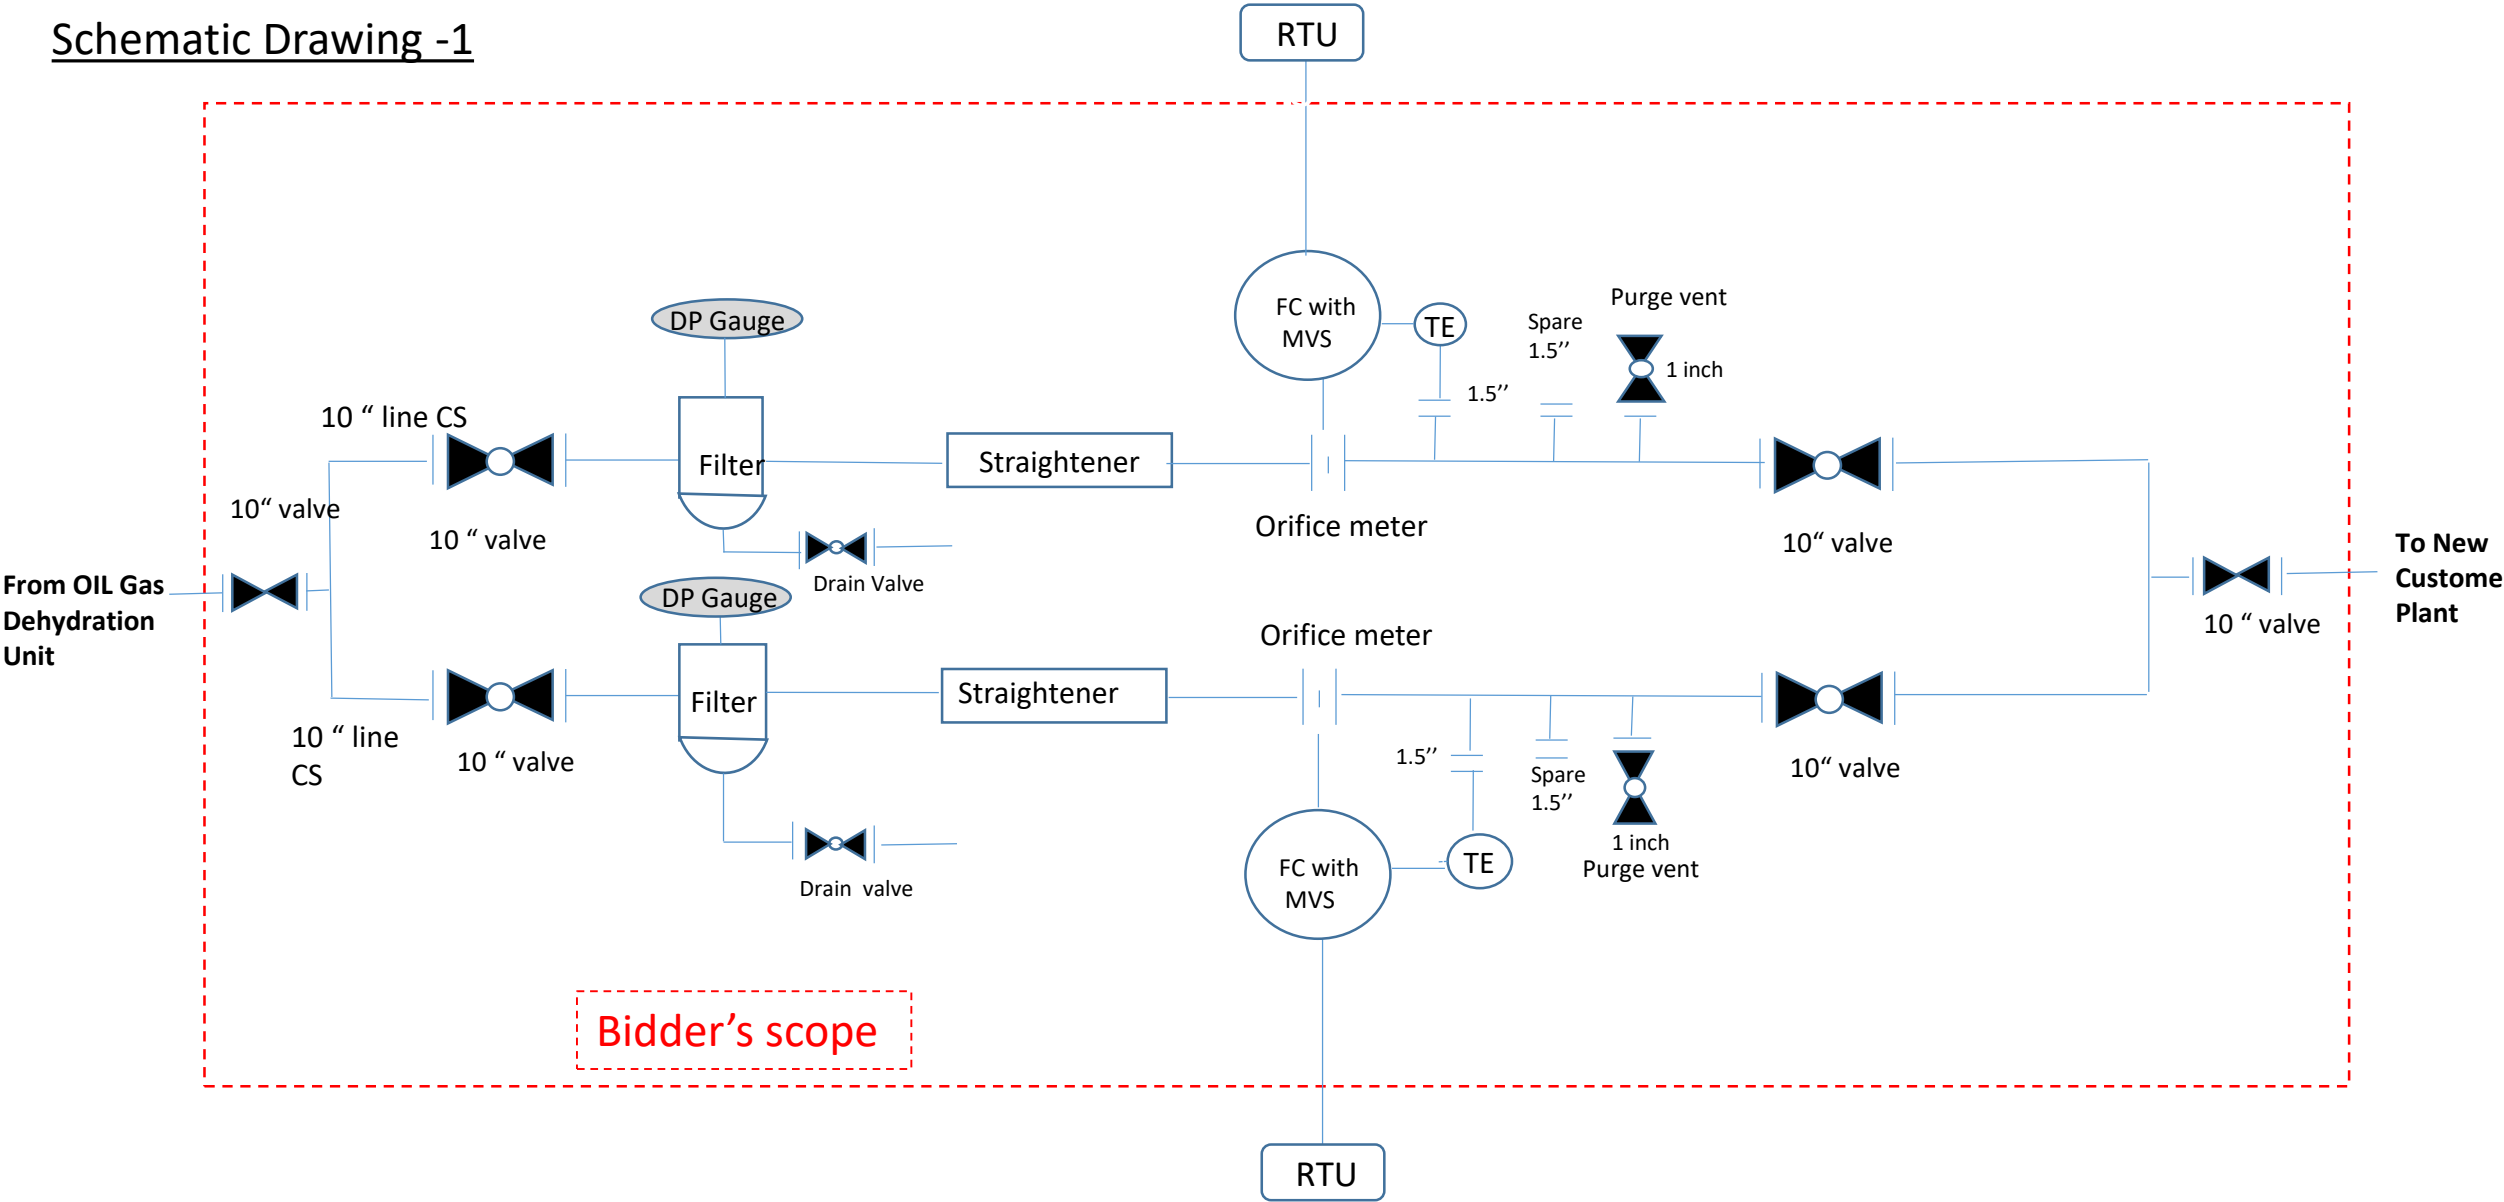 Schematic Drawing -1
RTU
Purge vent
FC with
MVS
TE
Spare
1.5’’
DP Gauge
1 inch
1.5’’
10 “ line CS
Filter
Straightener
10“ valve
10 “ valve
Orifice meter
10“ valve
Drain Valve
From OIL Gas
Dehydration
Unit
To New
Custome
Plant
10 “ valve
DP Gauge
Orifice meter
Filter
Straightener
10 “ line
CS
10 “ valve
1.5’’
Spare
1.5’’
10“ valve
1 inch
Purge vent
FC with
MVS
TE
Drain  valve
Bidder’s scope
RTU